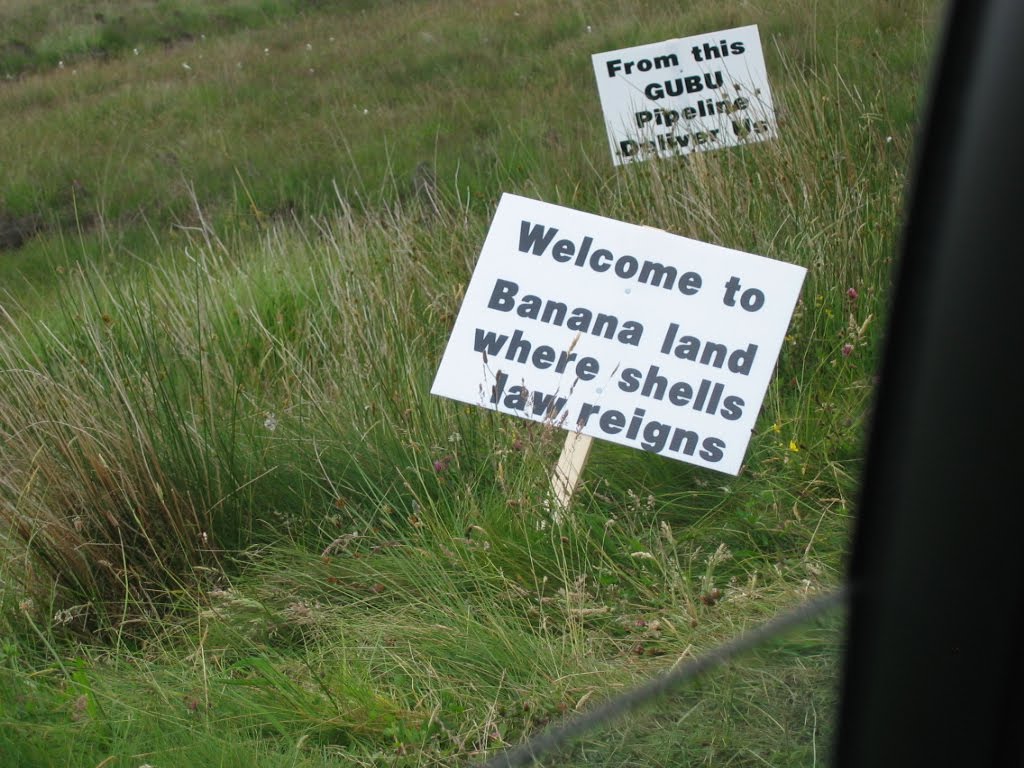 From this
GUBU . .
Pipeline
Deliver Us
Welcome to
Banana land
where shells
law reigns